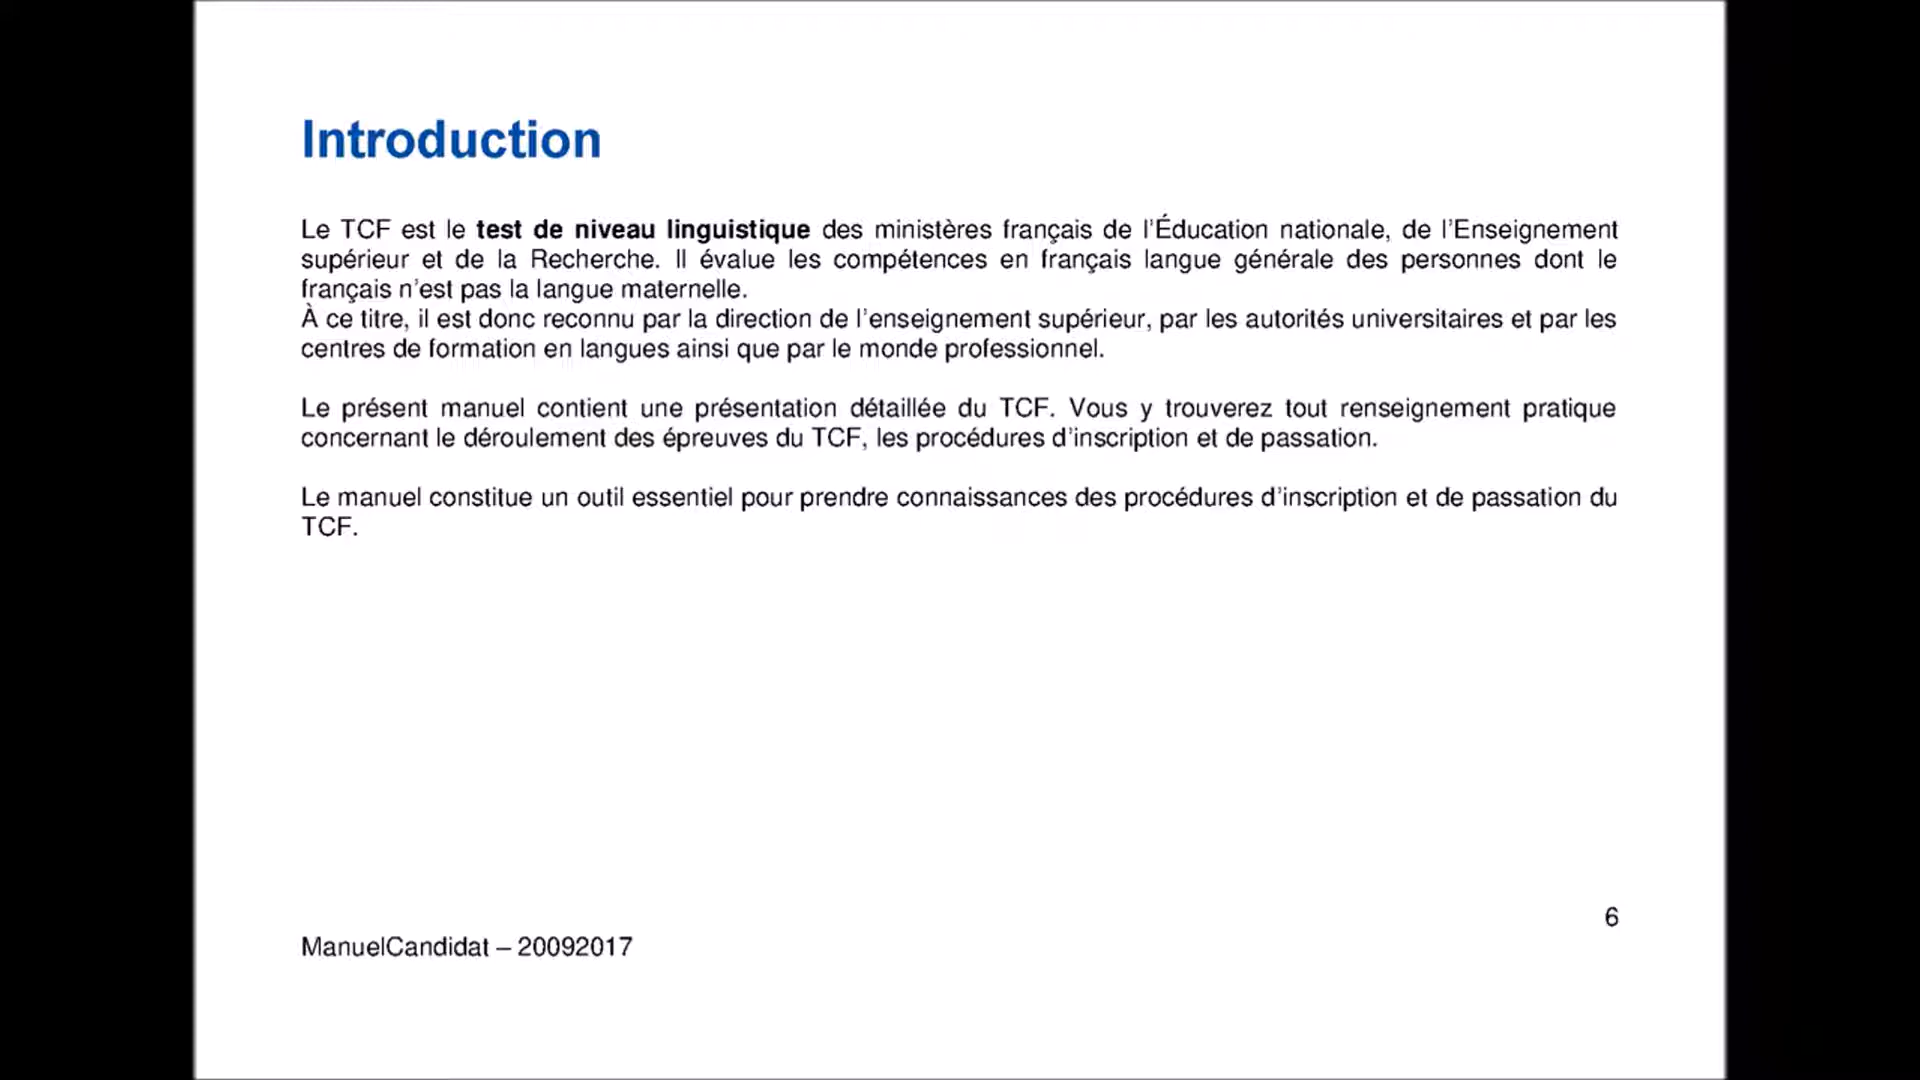 Introduction
Le TCF est le test de niveau linguistique des ministères français de l'Éducation nationale, de l'Enseignement
supérieur et de la Recherche. Il évalue les compétences en français langue générale des personnes dont le
français n'est pas la langue maternelle.
À ce titre, il est donc reconnu par la direction de l'enseignement supérieur, par les autorités universitaires et par les
centres de formation en langues ainsi que par le monde professionnel.
Le présent manuel contient une présentation détaillée du TCF. Vous y trouverez tout renseignement pratique
concernant le déroulement des épreuves du TCF, les procédures d'inscription et de passation.
Le manuel constitue un outil essentiel pour prendre connaissances des procédures d'inscription et de passation du
TCF.
6
ManuelCandidat – 20092017